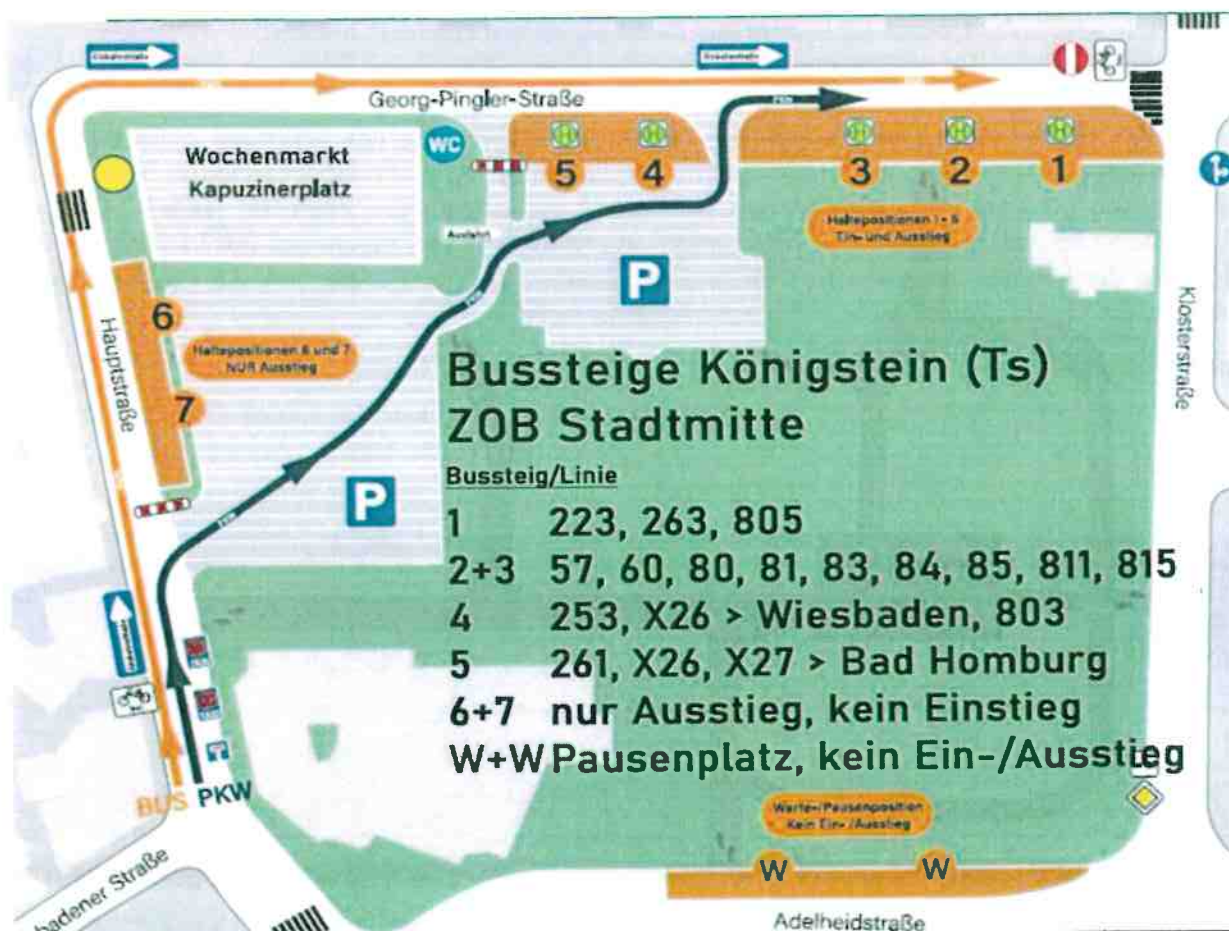 Georg-Pingler-Straße
Wochenmarkt
Kapuzinerplatz
WC
5
4
3
2
1
H
H
H
H
H
Haltepositionen 1 - 5
Ein- und Ausstieg
Ausfahrt
P
Klosterstraße
Hauptstraße
6
7
Haltepositionen 6 und 7
NUR Ausstieg
P
Bussteige Königstein (Ts)
ZOB Stadtmitte
Bussteig/Linie
1 223, 263, 805
2+3 57, 60, 80, 81, 83, 84, 85, 811, 815
4 253, X26 > Wiesbaden, 803
5 261, X26, X27 > Bad Homburg
6+7 nur Ausstieg, kein Einstieg
W+W Pausenplatz, kein Ein-/Ausstieg
BUS PKW
Warte-/Pausenposition
Kein Ein- /Ausstieg
W
W
badener Straße
Adelheidstraße